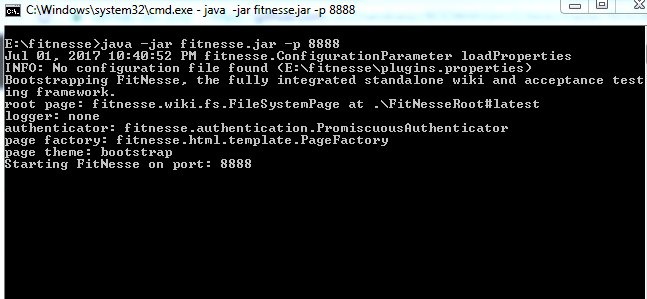 C:\Windows\system32\cmd.exe - java  -jar fitnesse.jar -p 8888
E:\fitnesse>java -jar fitnesse.jar -p 8888
Jul 01, 2017 10:40:52 PM fitnesse.ConfigurationParameter loadProperties
INFO: No configuration file found (E:\fitnesse\plugins.properties)
Bootstrapping FitNesse, the fully integrated standalone wiki and acceptance test
ing framework.
root page: fitnesse.wiki.fs.FileSystemPage at .\FitNesseRoot#latest
logger: none
authenticator: fitnesse.authentication.PromiscuousAuthenticator
page factory: fitnesse.html.template.PageFactory
page theme: bootstrap
Starting FitNesse on port: 8888